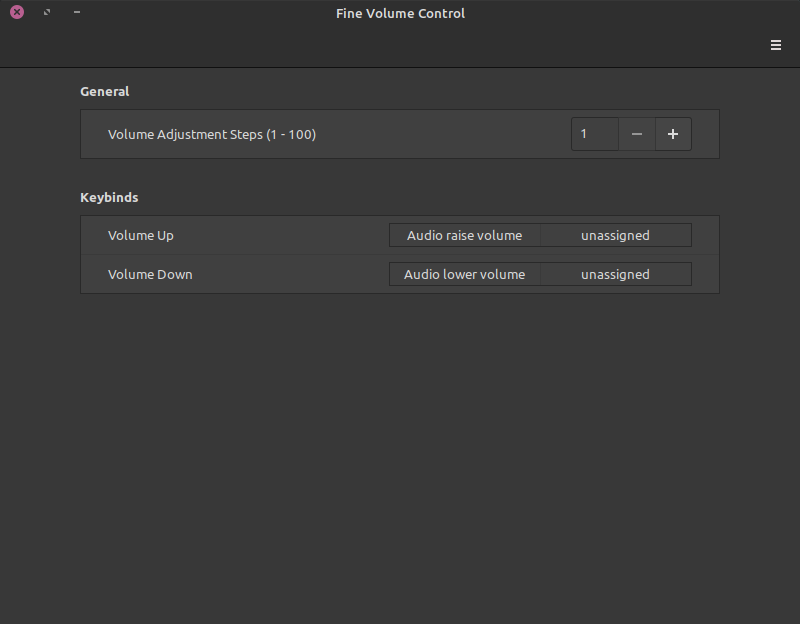 Fine Volume Control
General
Volume Adjustment Steps (1 - 100)
1
Keybinds
Volume Up Audio raise volume unassigned
Volume Down Audio lower volume unassigned